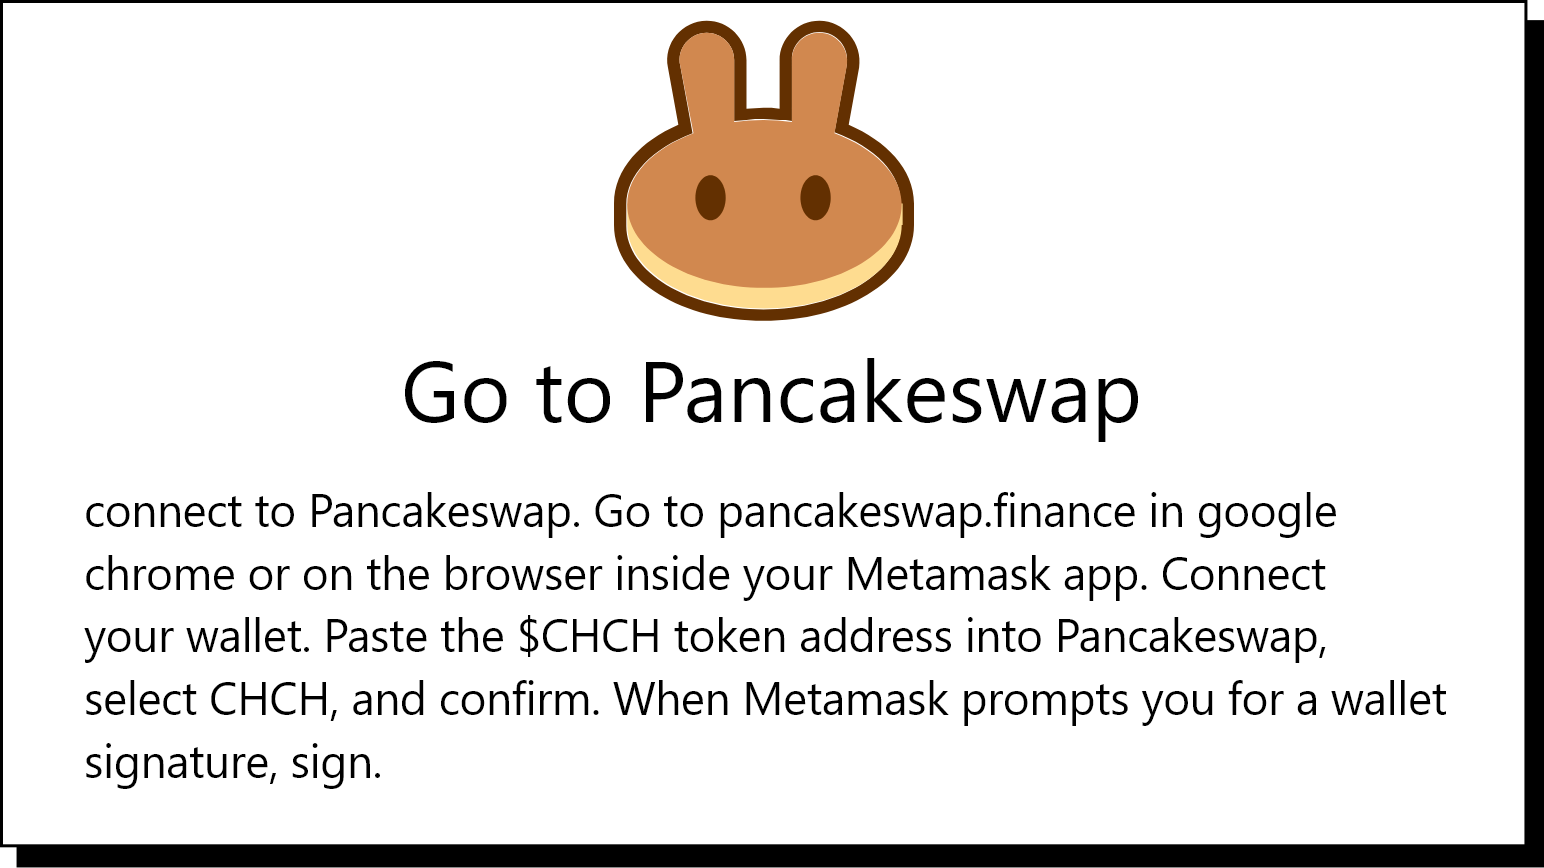 Go to Pancakeswap
connect to Pancakeswap. Go to pancakeswap.finance in google
chrome or on the browser inside your Metamask app. Connect
your wallet. Paste the $CHCH token address into Pancakeswap,
select CHCH, and confirm. When Metamask prompts you for a wallet
signature, sign.